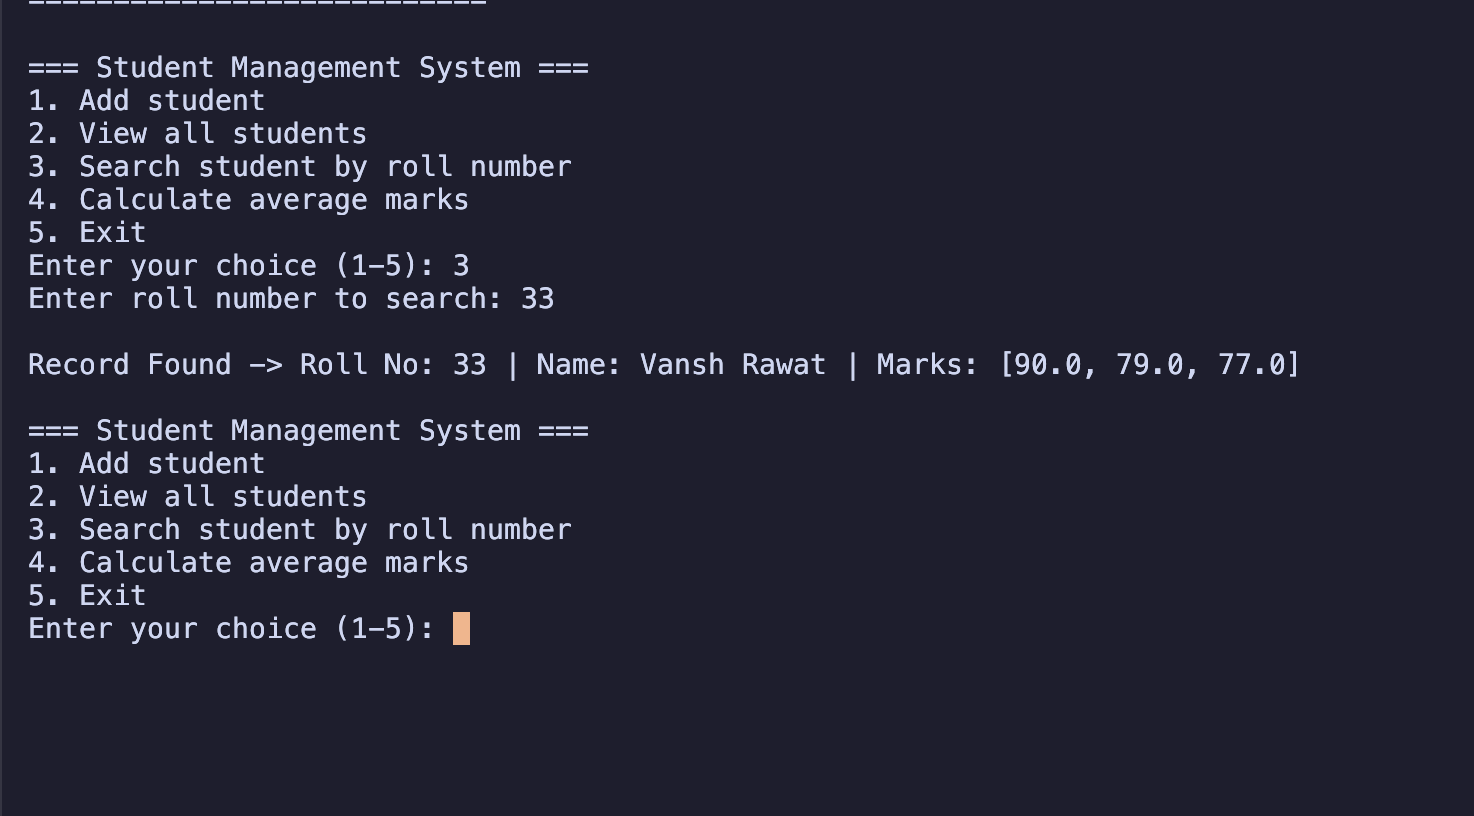 === Student Management System ===
1. Add student
2. View all students
3. Search student by roll number
4. Calculate average marks
5. Exit
Enter your choice (1-5): 3
Enter roll number to search: 33
Record Found -> Roll No: 33 | Name: Vansh Rawat | Marks: [90.0, 79.0, 77.0]
=== Student Management System ===
1. Add student
2. View all students
3. Search student by roll number
4. Calculate average marks
5. Exit
Enter your choice (1-5):